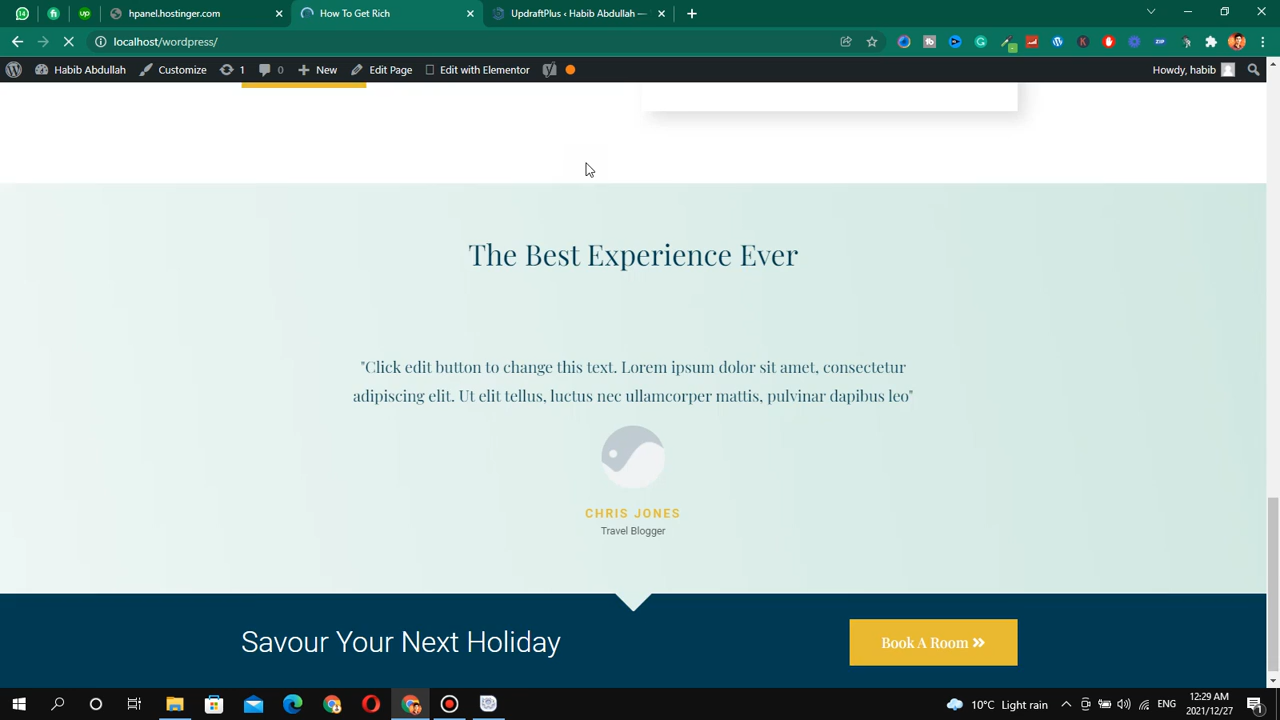 hpanel.hostinger.com
How To Get Rich
UpdraftPlus ‹ Habib Abdullah —
localhost/wordpress/
Habib Abdullah
Customize
1
0
New
Edit Page
Edit with Elementor
Howdy, habib
The Best Experience Ever
"Click edit button to change this text. Lorem ipsum dolor sit amet, consectetur
adipiscing elit. Ut elit tellus, luctus nec ullamcorper mattis, pulvinar dapibus leo"
CHRIS JONES
Travel Blogger
Savour Your Next Holiday
Book A Room »
10°C Light rain
ENG
12:29 AM
2021/12/27